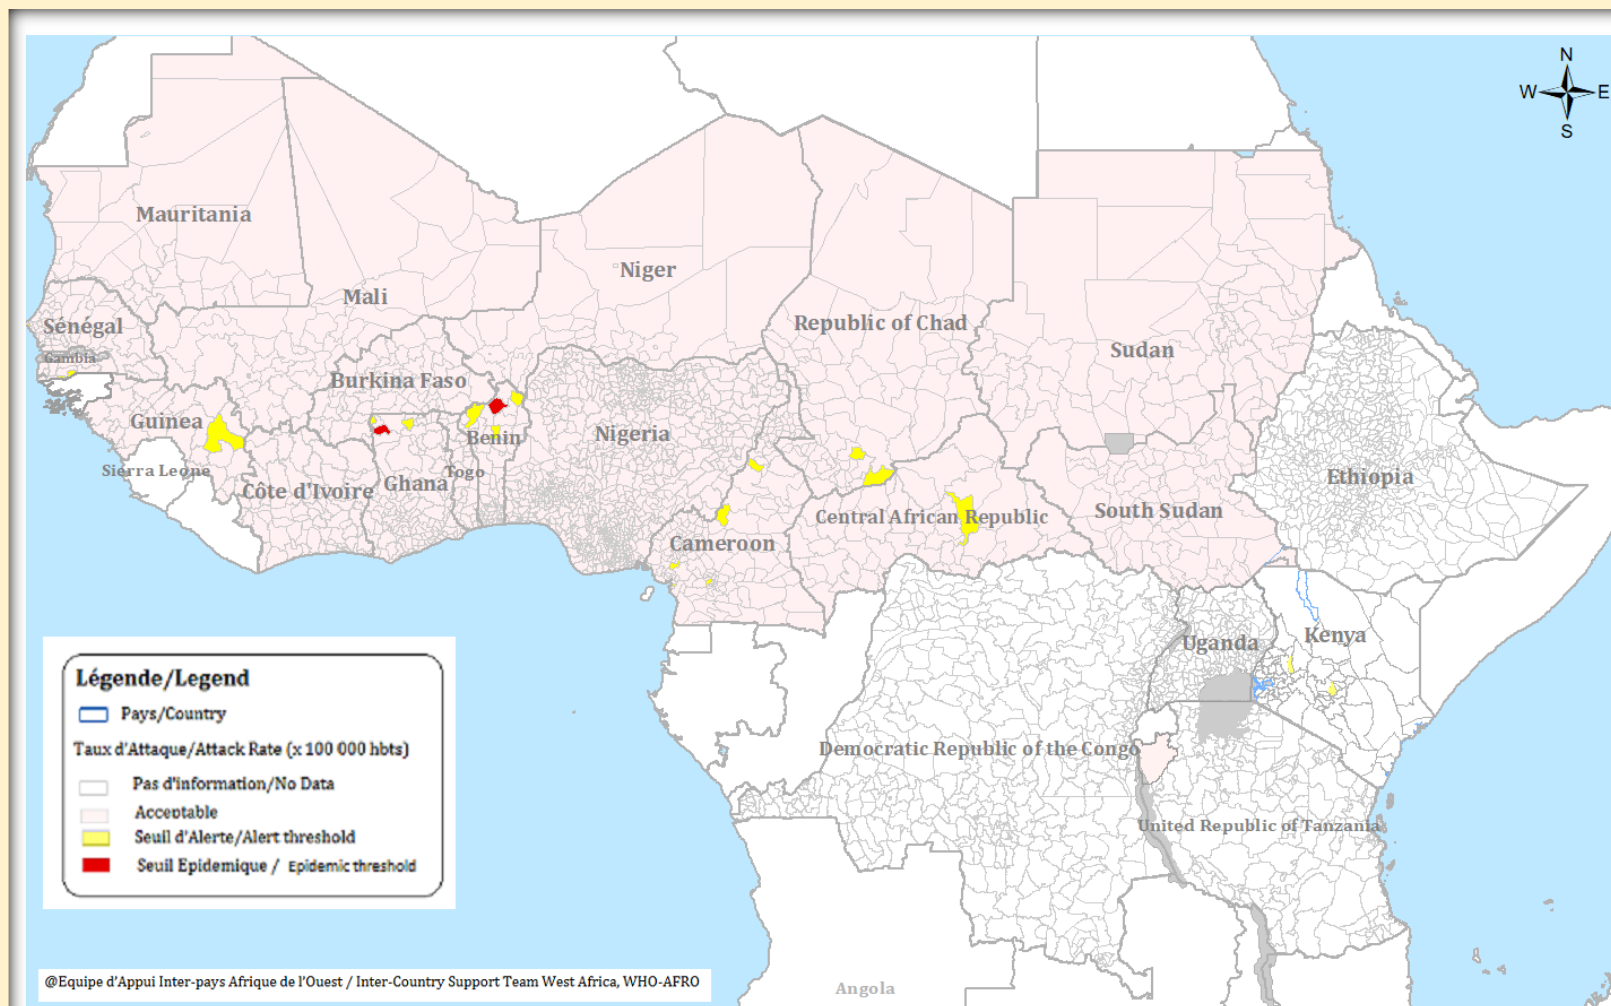 N
W E
S
Mauritania
Niger
Mali
Republic of Chad
Sénégal
Sudan
Gambia
Burkina Faso
Guinea
Nigeria
Benin
Sierra Leone
Togo
Ethiopia
Côte d'Ivoire
Ghana
South Sudan
Central African Republic
Cameroon
Uganda
Kenya
Democratic Republic of the Congo
United Republic of Tanzania
Angola
Légende/Legend
Pays/Country
Taux d'Attaque/Attack Rate (x 100 000 hbts)
Pas d'information/No Data
Acceptable
Seuil d'Alerte/Alert threshold
Seuil Epidemique / Epidemic threshold
@Equipe d'Appui Inter-pays Afrique de l'Ouest / Inter-Country Support Team West Africa, WHO-AFRO